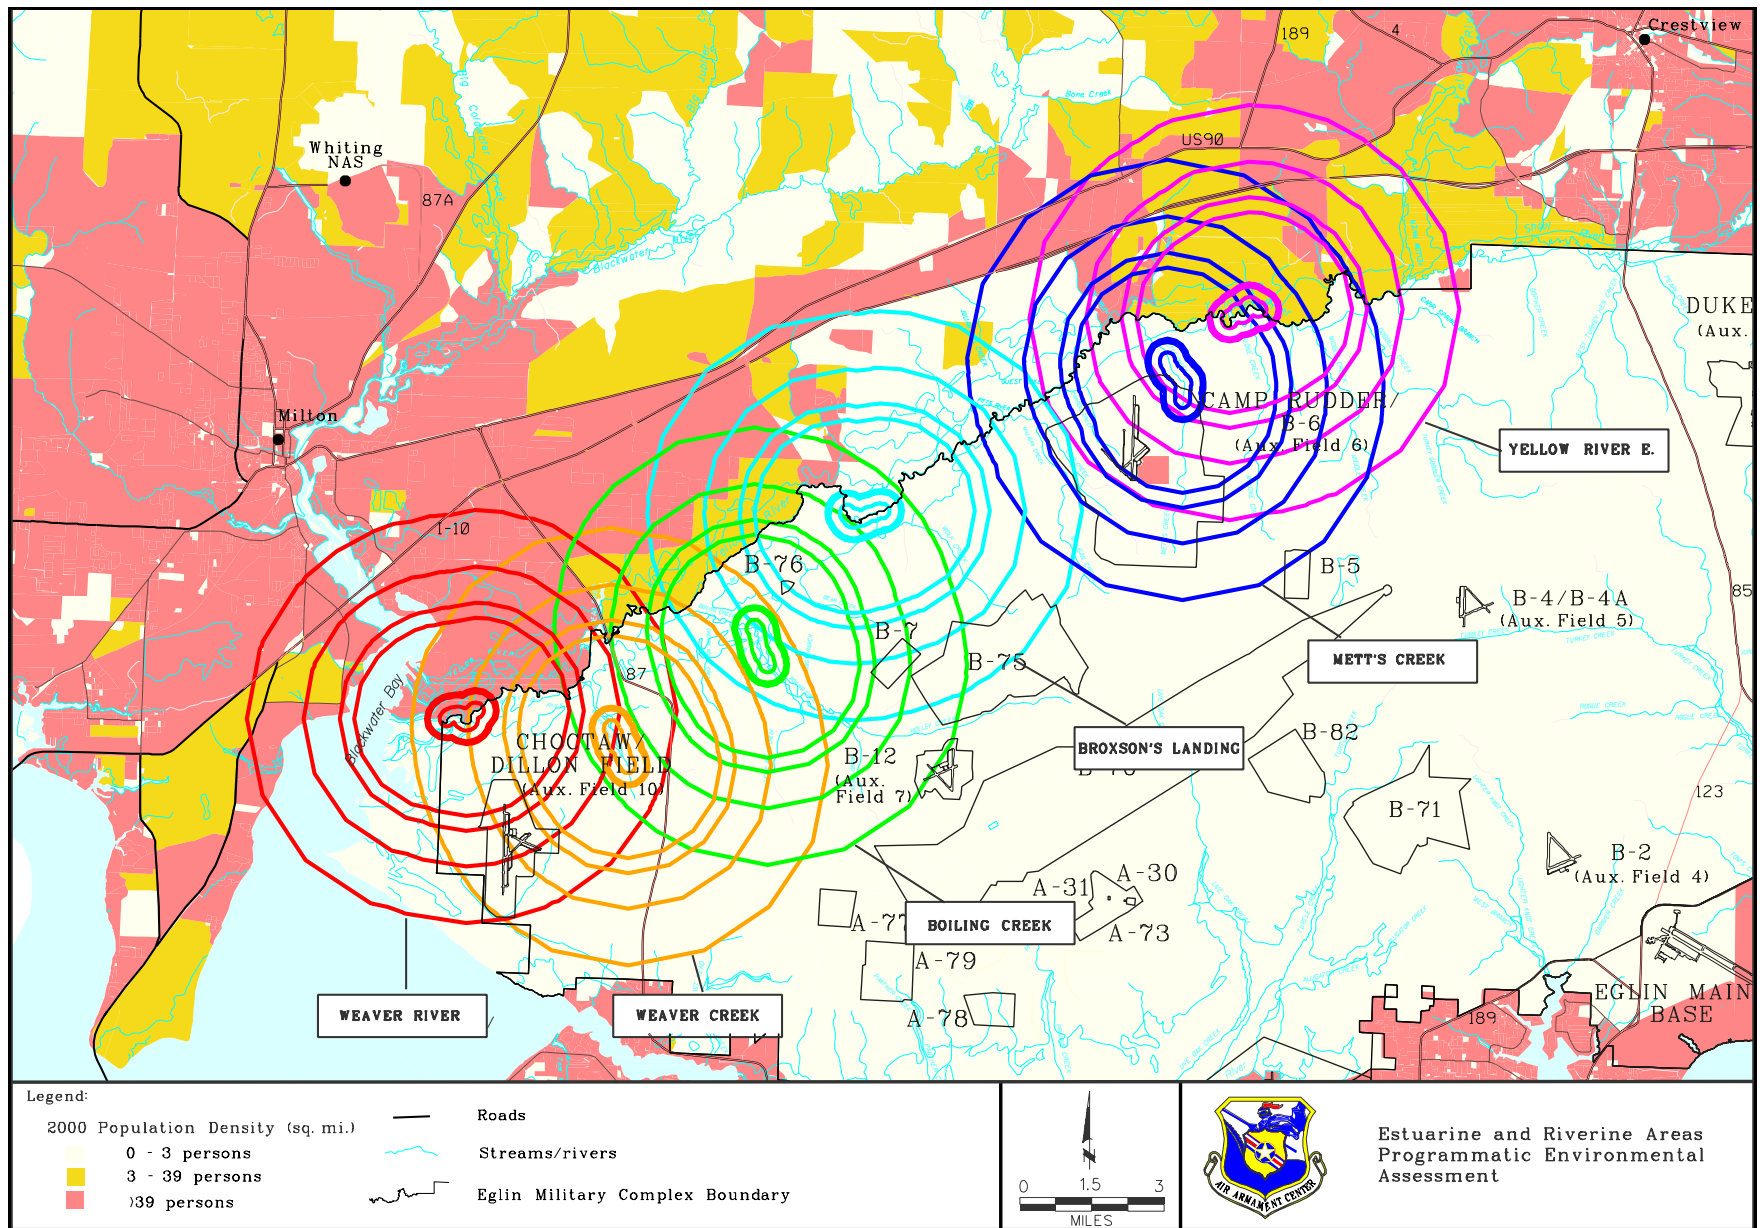 Crestview
189
4
Bone Creek
US90
Whiting
NAS
87A
Blackwater
DUKE
(Aux.
Milton
CAMP RUDDER/
B-6
(Aux. Field 6)
YELLOW RIVER E.
I-10
B-76
B-5
B-4/B-4A
(Aux. Field 5)
85
TURKEY CREEK
B-7
B-75
METT'S CREEK
87
Blackwater Bay
ROGUE CREEK
CHOCTAW/
DILLON FIELD
(Aux. Field 10)
B-12
(Aux.
Field 7)
BROXSON'S LANDING
B-82
B-71
123
B-2
(Aux. Field 4)
A-31
A-30
A-77
BOILING CREEK
A-73
A-79
A-78
WEAVER RIVER
WEAVER CREEK
189
EGLIN MAIN
BASE
Legend:
2000 Population Density (sq. mi.)
0 - 3 persons
3 - 39 persons
>39 persons
Roads
Streams/rivers
Eglin Military Complex Boundary
0 1.5 3
MILES
AIR ARMAMENT CENTER
Estuarine and Riverine Areas
Programmatic Environmental
Assessment